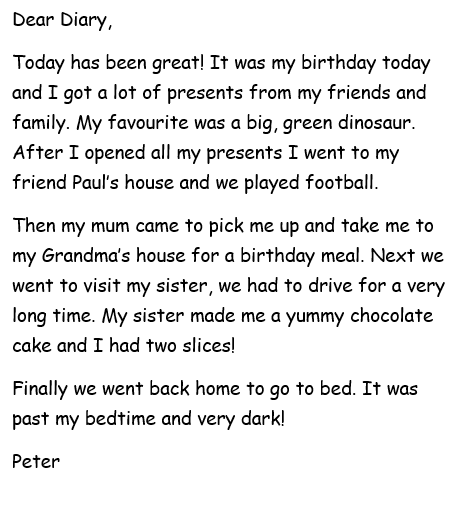 Dear Diary,
Today has been great! It was my birthday today
and I got a lot of presents from my friends and
family. My favourite was a big, green dinosaur.
After I opened all my presents I went to my
friend Paul's house and we played football.
Then my mum came to pick me up and take me to
my Grandma's house for a birthday meal. Next we
went to visit my sister, we had to drive for a very
long time. My sister made me a yummy chocolate
cake and I had two slices!
Finally we went back home to go to bed. It was
past my bedtime and very dark!
Peter